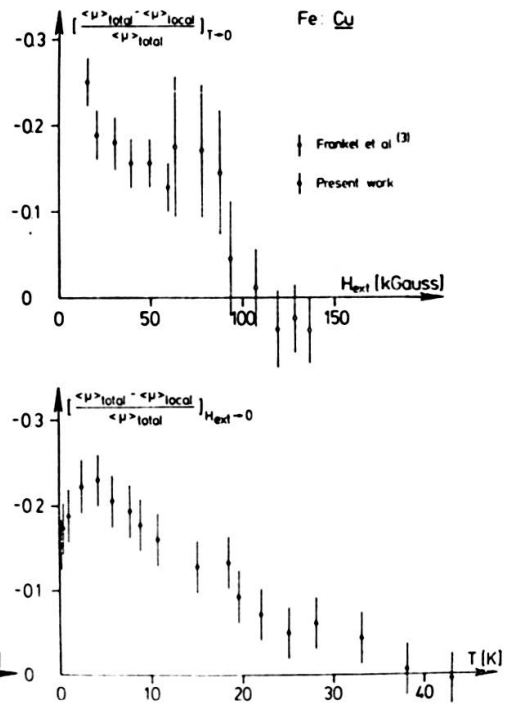 -0.3
[ <μ>total - <μ>local / <μ>total ]T→0
Fe: Cu
-0.2
Frankel et al (3)
Present work
-0.1
Hext [kGauss]
0
0 50 100 150
-0.3
[ <μ>total - <μ>local / <μ>total ]Hext→0
-0.2
-0.1
0
T [K]
0 10 20 30 40